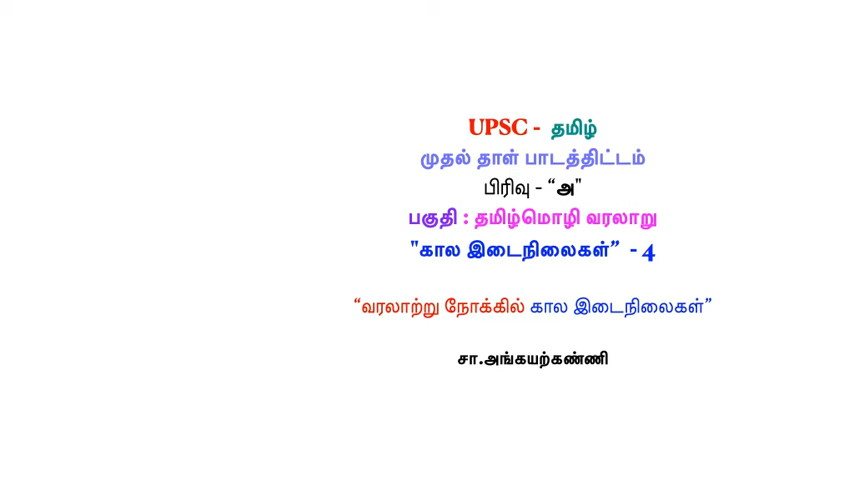 UPSC - தமிழ்
முதல் தாள் பாடத்திட்டம்
பிரிவு - “அ"
பகுதி : தமிழ்மொழி வரலாறு
"கால இடைநிலைகள்” - 4
“வரலாற்று நோக்கில் கால இடைநிலைகள்”
சா.அங்கயற்கண்ணி